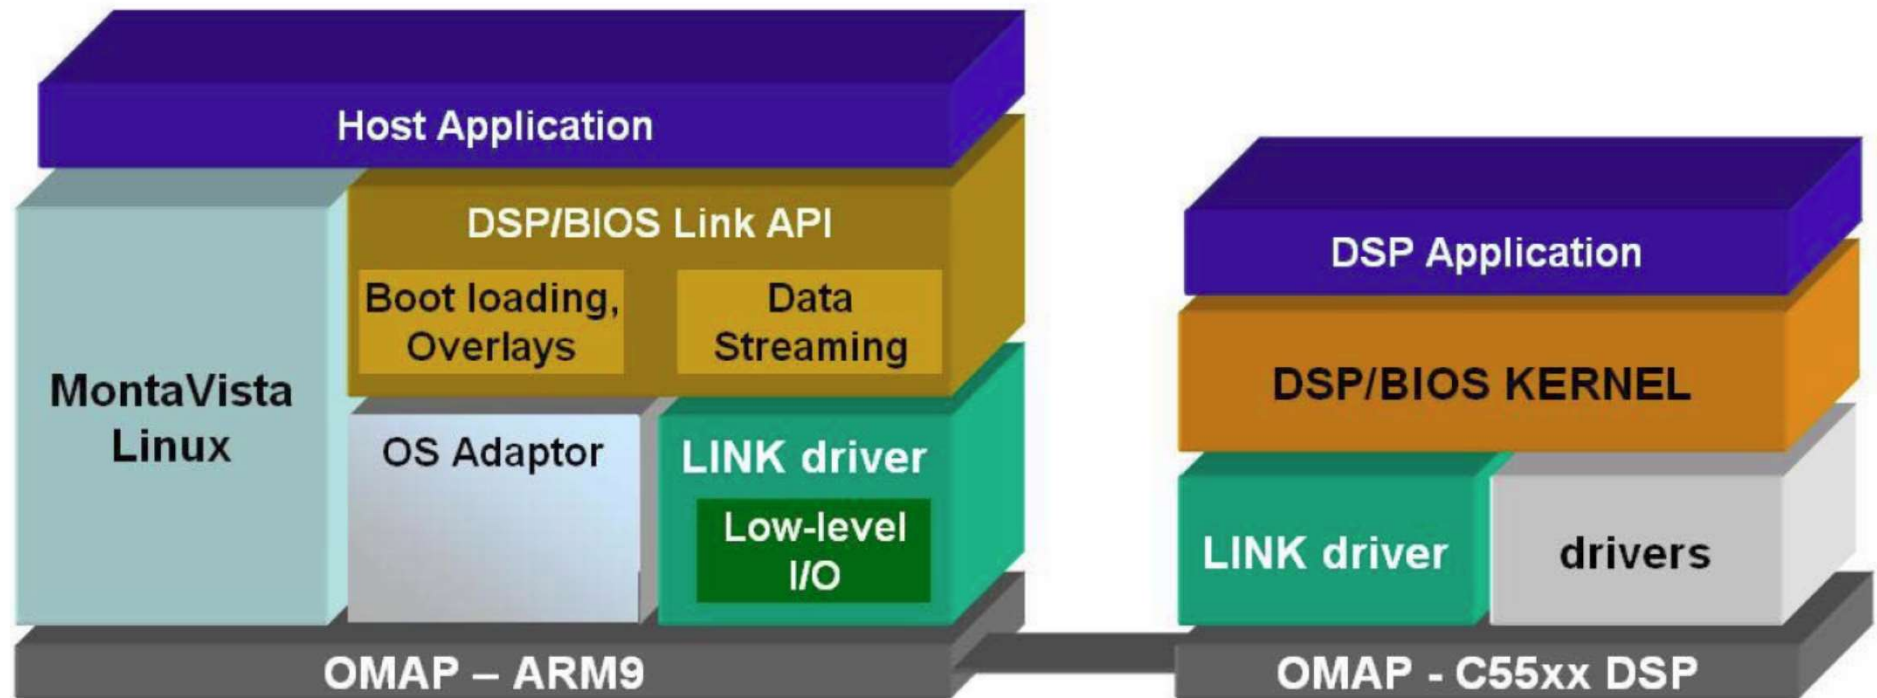 Host Application
DSP/BIOS Link API
Boot loading,
Overlays
Data
Streaming
MontaVista
Linux
OS Adaptor
LINK driver
Low-level
I/O
OMAP – ARM9
DSP Application
DSP/BIOS KERNEL
LINK driver
drivers
OMAP - C55xx DSP